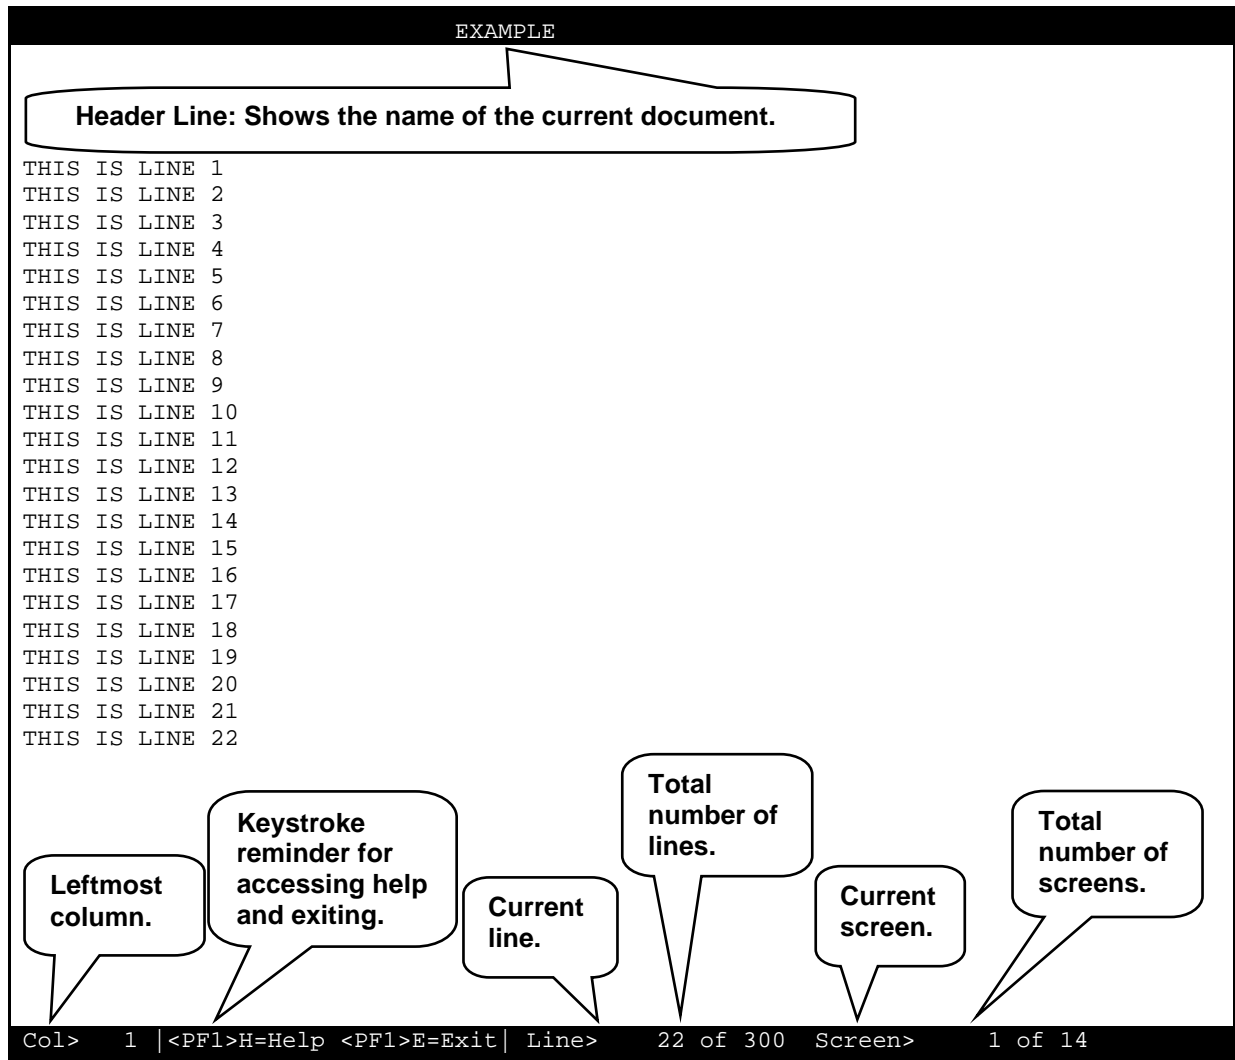 EXAMPLE
Header Line: Shows the name of the current document.
THIS IS LINE 1
THIS IS LINE 2
THIS IS LINE 3
THIS IS LINE 4
THIS IS LINE 5
THIS IS LINE 6
THIS IS LINE 7
THIS IS LINE 8
THIS IS LINE 9
THIS IS LINE 10
THIS IS LINE 11
THIS IS LINE 12
THIS IS LINE 13
THIS IS LINE 14
THIS IS LINE 15
THIS IS LINE 16
THIS IS LINE 17
THIS IS LINE 18
THIS IS LINE 19
THIS IS LINE 20
THIS IS LINE 21
THIS IS LINE 22
Leftmost
column.
Keystroke
reminder for
accessing help
and exiting.
Current
line.
Total
number of
lines.
Current
screen.
Total
number of
screens.
Col> 1 |<PF1>H=Help <PF1>E=Exit| Line> 22 of 300 Screen> 1 of 14